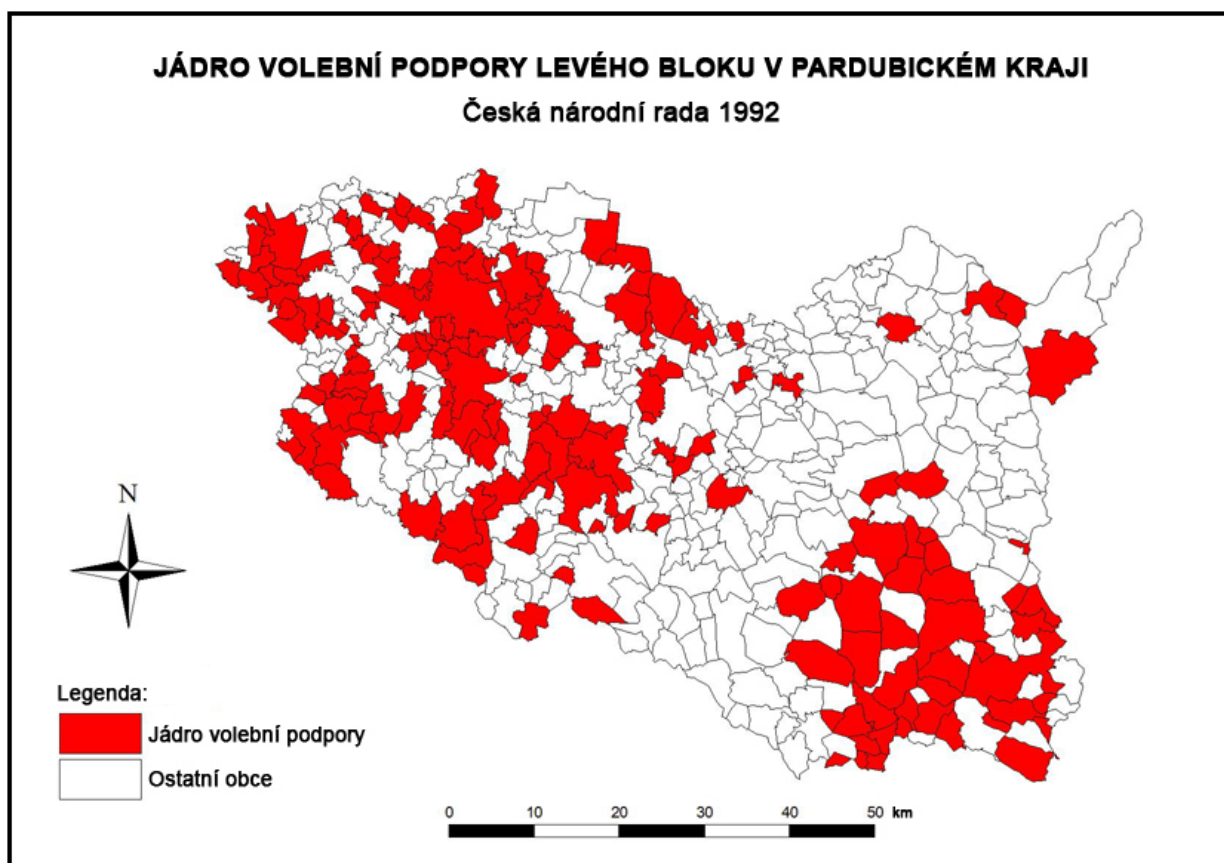 JÁDRO VOLEBNÍ PODPORY LEVÉHO BLOKU V PARDUBICKÉM KRAJI
Česká národní rada 1992
N
Legenda:
Jádro volební podpory
Ostatní obce
0 10 20 30 40 50 km